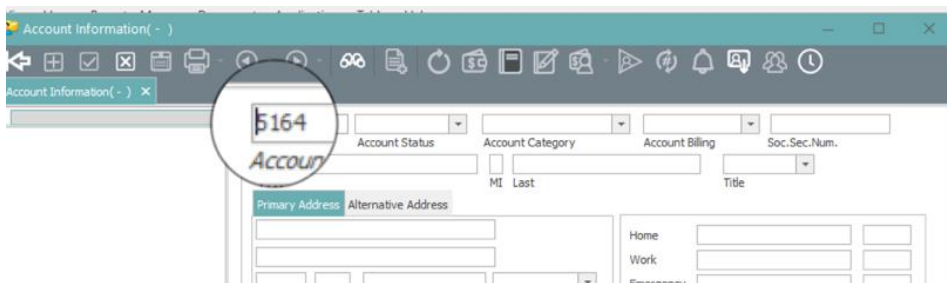 Account Information( - )
Account Information( - ) ×
5164
Accoun
Account Status
Account Category
Account Billing
Soc.Sec.Num.
MI
Last
Title
Primary Address
Alternative Address
Home
Work